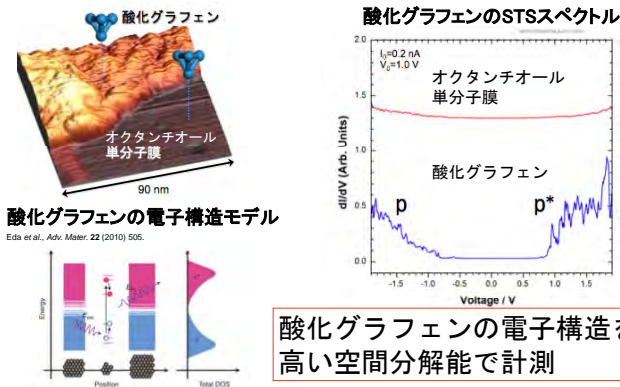 酸化グラフェン
オクタンチオール
単分子膜
90 nm
酸化グラフェンの電子構造モデル
Eda et al., Adv. Mater. 22 (2010) 505.
Energy
Position
Total DOS
酸化グラフェンのSTSスペクトル
I₀=0.2 nA
V₀=1.0 V
オクタンチオール
単分子膜
酸化グラフェン
p
p*
dI/dV (Arb. Units)
2.0
1.5
1.0
0.5
0.0
-1.5 -1.0 -0.5 0.0 0.5 1.0 1.5
Voltage / V
酸化グラフェンの電子構造を
高い空間分解能で計測